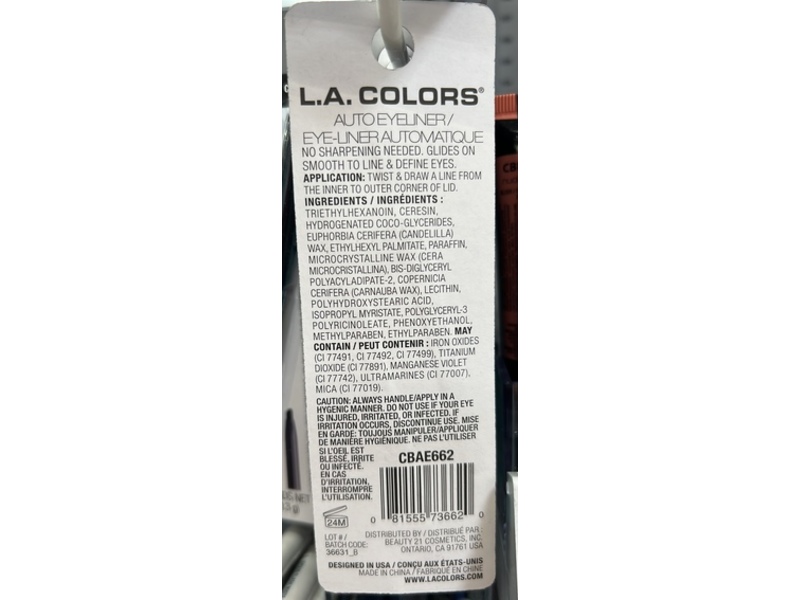 L.A. COLORS®
AUTO EYELINER/
EYE-LINER AUTOMATIQUE
NO SHARPENING NEEDED. GLIDES ON
SMOOTH TO LINE & DEFINE EYES.
APPLICATION: TWIST & DRAW A LINE FROM
THE INNER TO OUTER CORNER OF LID.
INGREDIENTS / INGRÉDIENTS :
TRIETHYLHEXANOIN, CERESIN,
HYDROGENATED COCO-GLYCERIDES,
EUPHORBIA CERIFERA (CANDELILLA)
WAX, ETHYLHEXYL PALMITATE, PARAFFIN,
MICROCRYSTALLINE WAX (CERA
MICROCRISTALLINA), BIS-DIGLYCERYL
POLYACYLADIPATE-2, COPERNICIA
CERIFERA (CARNAUBA WAX), LECITHIN,
POLYHYDROXYSTEARIC ACID,
ISOPROPYL MYRISTATE, POLYGLYCERYL-3
POLYRICINOLEATE, PHENOXYETHANOL,
METHYLPARABEN, ETHYLPARABEN. MAY
CONTAIN / PEUT CONTENIR : IRON OXIDES
(CI 77491, CI 77492, CI 77499), TITANIUM
DIOXIDE (CI 77891), MANGANESE VIOLET
(CI 77742), ULTRAMARINES (CI 77007),
MICA (CI 77019).
CAUTION: ALWAYS HANDLE/APPLY IN A
HYGENIC MANNER. DO NOT USE IF YOUR EYE
IS INJURED, IRRITATED, OR INFECTED. IF
IRRITATION OCCURS, DISCONTINUE USE. MISE
EN GARDE: TOUJOUS MANIPULER/APPLIQUER
DE MANIÈRE HYGIÉNIQUE. NE PAS L'UTILISER
SI L'OEIL EST
BLESSÉ, IRRITÉ
OU INFECTÉ.
EN CAS
D'IRRITATION,
INTERROMPRE
L'UTILISATION.
CBAE662
0 81555 73662 0
24M
LOT # /
BATCH CODE:
36631_B
DISTRIBUTED BY / DISTRIBUÉ PAR :
BEAUTY 21 COSMETICS, INC.
ONTARIO, CA 91761 USA
DESIGNED IN USA / CONÇU AUX ÉTATS-UNIS
MADE IN CHINA / FABRIQUÉ EN CHINE
WWW.LACOLORS.COM